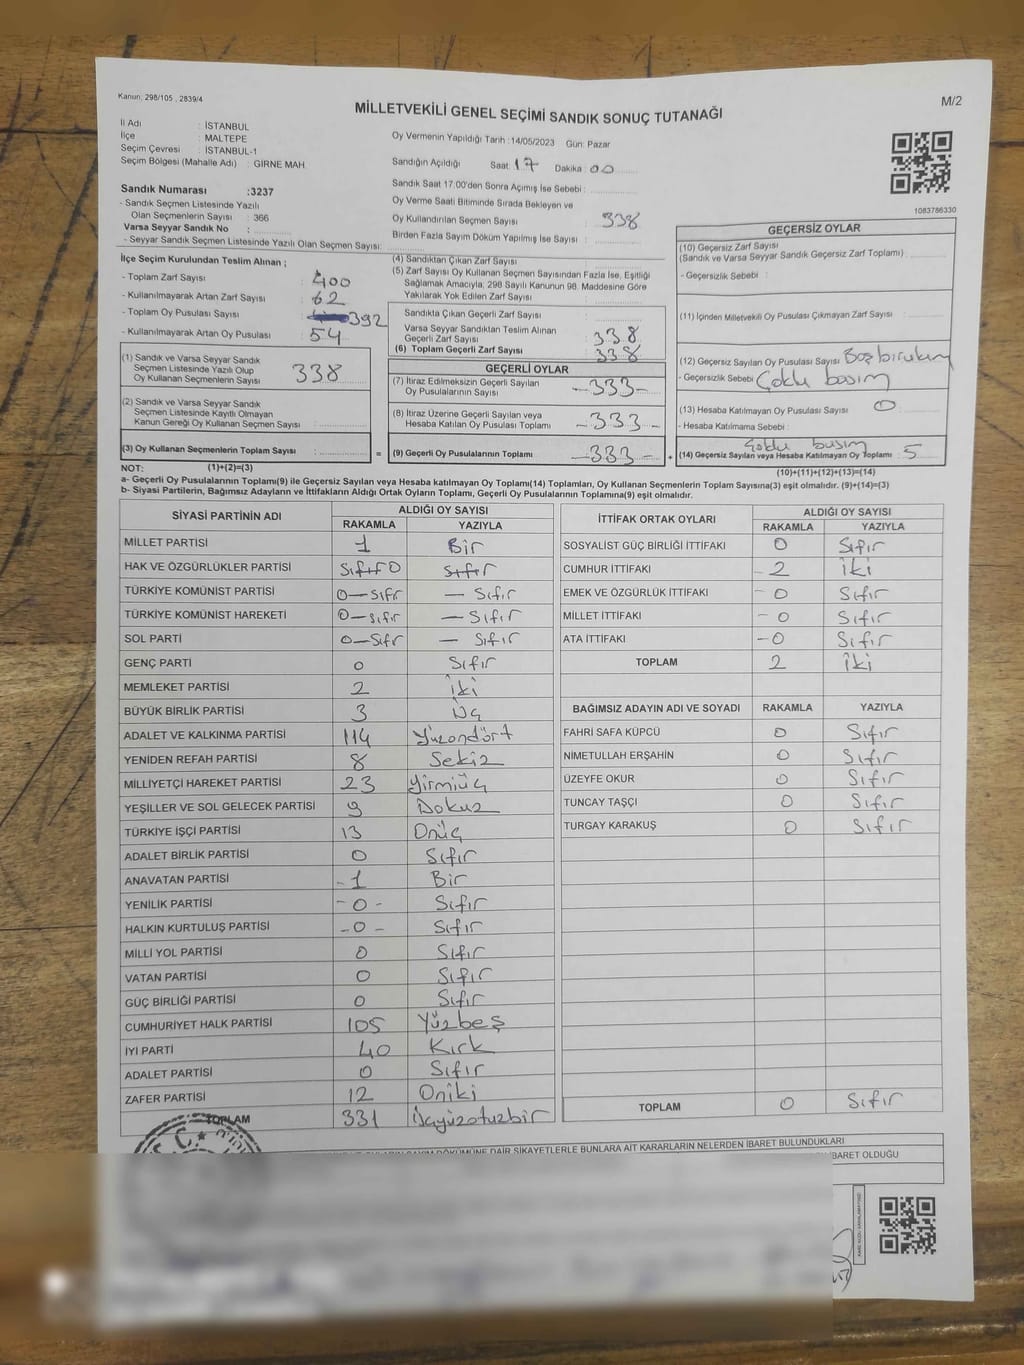 Kanun; 298/105 , 2839/4
MİLLETVEKİLİ GENEL SEÇİMİ SANDIK SONUÇ TUTANAĞI
M/2
İl Adı : İSTANBUL
İlçe : MALTEPE
Seçim Çevresi : İSTANBUL-1
Seçim Bölgesi (Mahalle Adı) : GİRNE MAH.
Sandık Numarası :3237
- Sandık Seçmen Listesinde Yazılı
Olan Seçmenlerin Sayısı : 366
Varsa Seyyar Sandık No :
- Seyyar Sandık Seçmen Listesinde Yazılı Olan Seçmen Sayısı:
Oy Vermenin Yapıldığı Tarih :14/05/2023 Gün: Pazar
Sandığın Açıldığı Saat: 17 Dakika : 00
Sandık Saat 17:00'den Sonra Açımış İse Sebebi :
Oy Verme Saati Bitiminde Sırada Bekleyen ve
Oy Kullandırılan Seçmen Sayısı 338
Birden Fazla Sayım Döküm Yapılmış İse Sayısı :
1083786330
İlçe Seçim Kurulundan Teslim Alınan ;
- Toplam Zarf Sayısı : 400
- Kullanılmayarak Artan Zarf Sayısı : 62
- Toplam Oy Pusulası Sayısı : 392
- Kullanılmayarak Artan Oy Pusulası : 54
(1) Sandık ve Varsa Seyyar Sandık
Seçmen Listesinde Yazılı Olup
Oy Kullanan Seçmenlerin Sayısı 338
(2) Sandık ve Varsa Seyyar Sandık
Seçmen Listesinde Kayıtlı Olmayan
Kanun Gereği Oy Kullanan Seçmen Sayısı :
(3) Oy Kullanan Seçmenlerin Toplam Sayısı : =
(1)+(2)=(3)
(4) Sandıktan Çıkan Zarf Sayısı :
(5) Zarf Sayısı Oy Kullanan Seçmen Sayısından Fazla İse, Eşitliği
Sağlamak Amacıyla; 298 Sayılı Kanunun 98. Maddesine Göre
Yakılarak Yok Edilen Zarf Sayısı :
Sandıkta Çıkan Geçerli Zarf Sayısı :
Varsa Seyyar Sandıktan Teslim Alınan
Geçerli Zarf Sayısı : 338
(6) Toplam Geçerli Zarf Sayısı : 338
GEÇERLİ OYLAR
(7) İtiraz Edilmeksizin Geçerli Sayılan
Oy Pusulalarının Sayısı : -333-
(8) İtiraz Üzerine Geçerli Sayılan veya
Hesaba Katılan Oy Pusulası Toplamı : -333-
(9) Geçerli Oy Pusulalarının Toplamı : -333- +
GEÇERSİZ OYLAR
(10) Geçersiz Zarf Sayısı
(Sandık ve Varsa Seyyar Sandık Geçersiz Zarf Toplamı)
- Geçersizlik Sebebi :
(11) İçinden Milletvekili Oy Pusulası Çıkmayan Zarf Sayısı :
(12) Geçersiz Sayılan Oy Pusulası Sayısı
- Geçersizlik Sebebi : Çoklu basım
(13) Hesaba Katılmayan Oy Pusulası Sayısı : 0
- Hesaba Katılmama Sebebi :
Çoklu basım
(14) Geçersiz Sayılan veya Hesaba Katılmayan Oy Toplamı : 5
(10)+(11)+(12)+(13)=(14)
NOT:
a- Geçerli Oy Pusulalarının Toplamı(9) ile Geçersiz Sayılan veya Hesaba katılmayan Oy Toplamı(14) Toplamları, Oy Kullanan Seçmenlerin Toplam Sayısına(3) eşit olmalıdır. (9)+(14)=(3)
b- Siyasi Partilerin, Bağımsız Adayların ve İttifakların Aldığı Ortak Oyların Toplamı, Geçerli Oy Pusulalarının Toplamına(9) eşit olmalıdır.
SİYASİ PARTİNİN ADI ALDIĞI OY SAYISI
RAKAMLA YAZIYLA
MİLLET PARTİSİ 1 Bir
HAK VE ÖZGÜRLÜKLER PARTİSİ Sıfır 0 Sıfır
TÜRKİYE KOMÜNİST PARTİSİ 0-Sıfr - Sıfır
TÜRKİYE KOMÜNİST HAREKETİ 0-sıfır - Sıfır
SOL PARTİ 0-Sıfr - Sıfır
GENÇ PARTİ 0 Sıfır
MEMLEKET PARTİSİ 2 İki
BÜYÜK BİRLİK PARTİSİ 3 Üç
ADALET VE KALKINMA PARTİSİ 114 Yüzondört
YENİDEN REFAH PARTİSİ 8 Sekiz
MİLLİYETÇİ HAREKET PARTİSİ 23 Yirmiüç
YEŞİLLER VE SOL GELECEK PARTİSİ 9 Dokuz
TÜRKİYE İŞÇİ PARTİSİ 13 Onüç
ADALET BİRLİK PARTİSİ 0 Sıfır
ANAVATAN PARTİSİ -1 Bir
YENİLİK PARTİSİ -0- Sıfır
HALKIN KURTULUŞ PARTİSİ -0- Sıfır
MİLLİ YOL PARTİSİ 0 Sıfır
VATAN PARTİSİ 0 Sıfır
GÜÇ BİRLİĞİ PARTİSİ 0 Sıfır
CUMHURİYET HALK PARTİSİ 105 Yüzbeş
İYİ PARTİ 40 Kırk
ADALET PARTİSİ 0 Sıfır
ZAFER PARTİSİ 12 Oniki
TOPLAM 331 Üçyüzotuzbir
İTTİFAK ORTAK OYLARI ALDIĞI OY SAYISI
RAKAMLA YAZIYLA
SOSYALİST GÜÇ BİRLİĞİ İTTİFAKI 0 Sıfır
CUMHUR İTTİFAKI - 2 İki
EMEK VE ÖZGÜRLÜK İTTİFAKI - 0 Sıfır
MİLLET İTTİFAKI - 0 Sıfır
ATA İTTİFAKI -0 Sıfır
TOPLAM 2 İki
BAĞIMSIZ ADAYIN ADI VE SOYADI RAKAMLA YAZIYLA
FAHRİ SAFA KÜPCÜ 0 Sıfır
NİMETULLAH ERŞAHİN 0 Sıfır
ÜZEYFE OKUR 0 Sıfır
TUNCAY TAŞÇI 0 Sıfır
TURGAY KARAKUŞ 0 Sıfır
TOPLAM 0 Sıfır
DÖKÜMÜNE DAİR ŞİKAYETLERLE BUNLARA AİT KARARLARIN NELERDEN İBARET BULUNDUKLARI
İBARET OLDUĞU